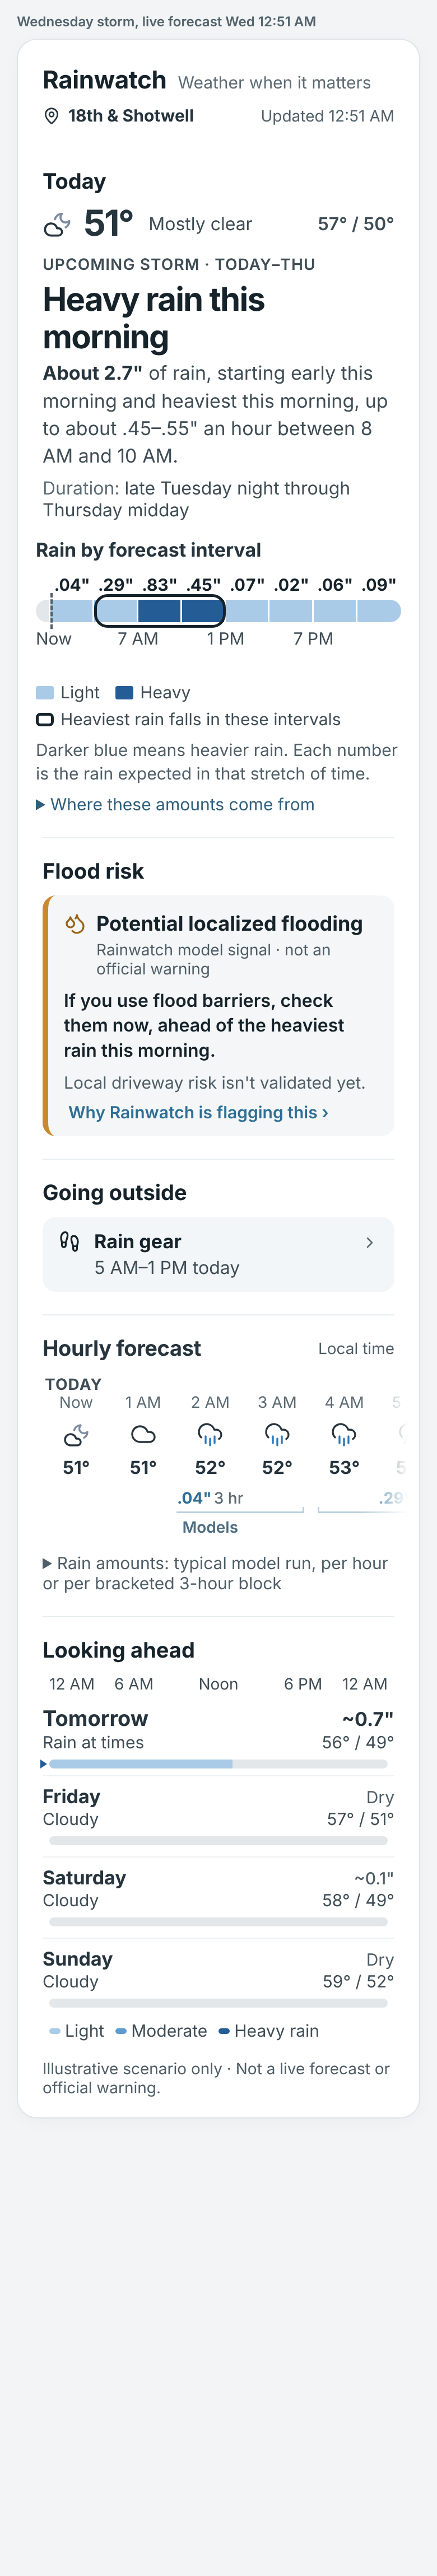 Wednesday storm, live forecast Wed 12:51 AM
Rainwatch Weather when it matters
18th & Shotwell Updated 12:51 AM
Today
51° Mostly clear 57° / 50°
UPCOMING STORM · TODAY–THU
Heavy rain this
morning
About 2.7" of rain, starting early this
morning and heaviest this morning, up
to about .45–.55" an hour between 8
AM and 10 AM.
Duration: late Tuesday night through
Thursday midday
Rain by forecast interval
.04" .29" .83" .45" .07" .02" .06" .09"
Now 7 AM 1 PM 7 PM
Light Heavy
Heaviest rain falls in these intervals
Darker blue means heavier rain. Each number
is the rain expected in that stretch of time.
Where these amounts come from
Flood risk
Potential localized flooding
Rainwatch model signal · not an
official warning
If you use flood barriers, check
them now, ahead of the heaviest
rain this morning.
Local driveway risk isn't validated yet.
Why Rainwatch is flagging this ›
Going outside
Rain gear
5 AM–1 PM today
Hourly forecast Local time
TODAY
Now 1 AM 2 AM 3 AM 4 AM 5
51° 51° 52° 52° 53° 5
.04" 3 hr .29
Models
Rain amounts: typical model run, per hour
or per bracketed 3-hour block
Looking ahead
12 AM 6 AM Noon 6 PM 12 AM
Tomorrow ~0.7"
Rain at times 56° / 49°
Friday Dry
Cloudy 57° / 51°
Saturday ~0.1"
Cloudy 58° / 49°
Sunday Dry
Cloudy 59° / 52°
Light Moderate Heavy rain
Illustrative scenario only · Not a live forecast or
official warning.